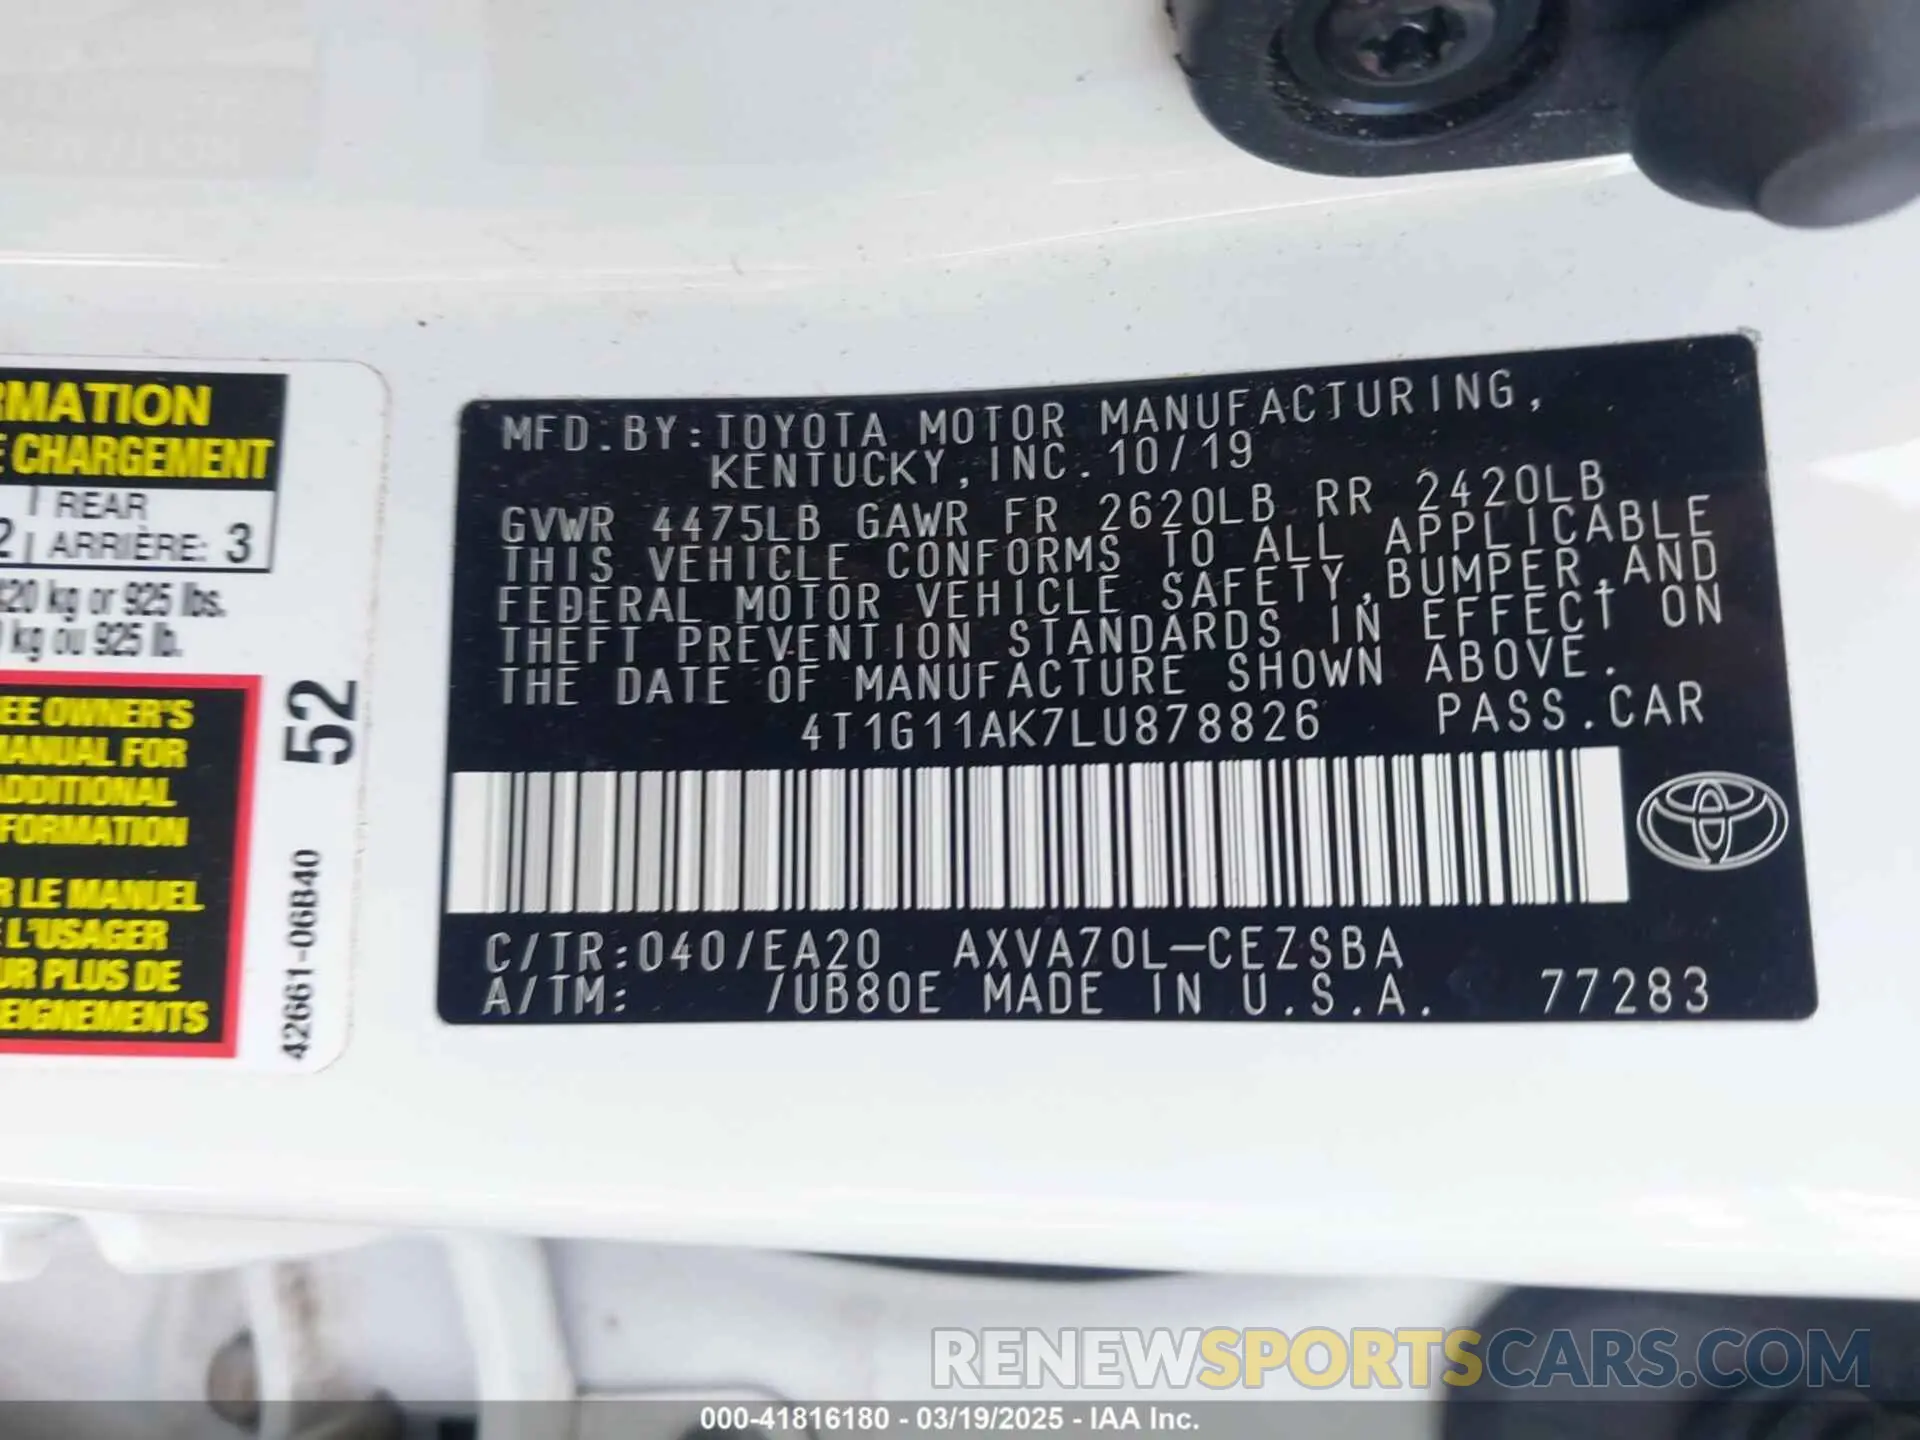 RMATION
E CHARGEMENT
REAR
2 ARRIÈRE: 3
420 kg or 925 lbs.
kg ou 925 lb.
EE OWNER'S
MANUAL FOR
ADDITIONAL
FORMATION
R LE MANUEL
L'USAGER
UR PLUS DE
EIGNEMENTS
52
42661-06B40
MFD.BY:TOYOTA MOTOR MANUFACTURING,
KENTUCKY,INC.10/19
GVWR 4475LB GAWR FR 2620LB RR 2420LB
THIS VEHICLE CONFORMS TO ALL APPLICABLE
FEDERAL MOTOR VEHICLE SAFETY,BUMPER,AND
THEFT PREVENTION STANDARDS IN EFFECT ON
THE DATE OF MANUFACTURE SHOWN ABOVE.
4T1G11AK7LU878826 PASS.CAR
C/TR:040/EA20 AXVA70L-CEZSBA
A/TM: /UB80E MADE IN U.S.A. 77283
RENEWSPORTSCARS.COM
000-41816180 - 03/19/2025 - IAA Inc.